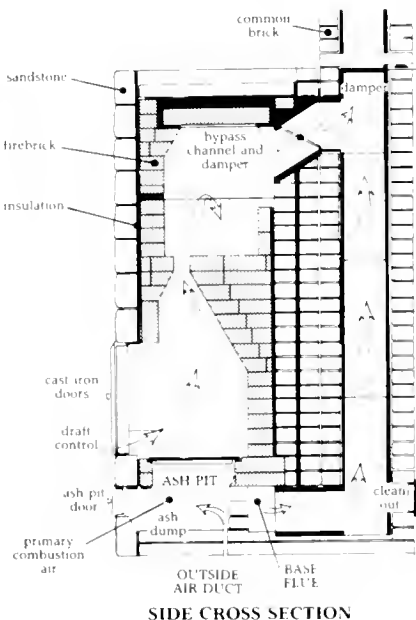 common
brick
sandstone
damper
firebrick
bypass
channel and
damper
insulation
cast iron
doors
draft
control
ASH PIT
ash pit
door
clean
out
ash
dump
primary
combustion
air
OUTSIDE
AIR DUCT
BASE
FLUE
SIDE CROSS SECTION